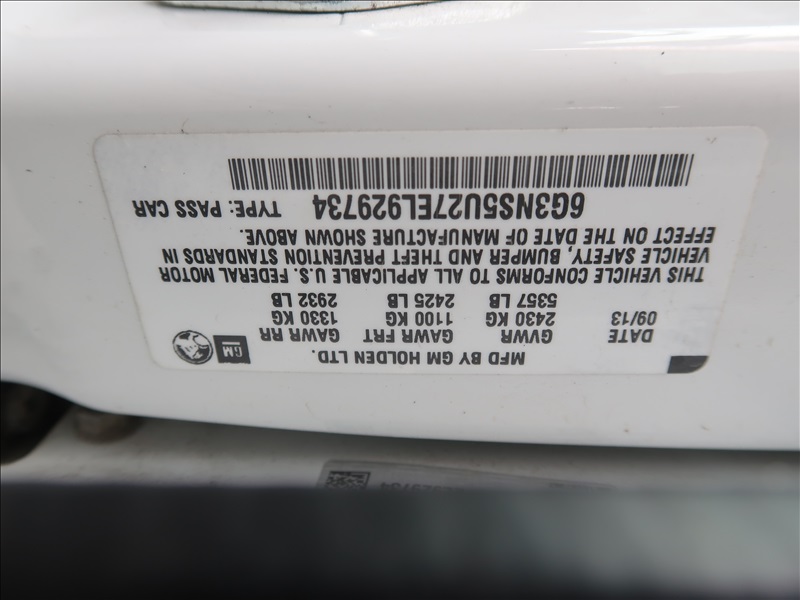 MFD BY GM HOLDEN LTD.
GM
DATE GVWR GAWR FRT GAWR RR
09/13 2430 KG 1100 KG 1330 KG
5357 LB 2425 LB 2932 LB
THIS VEHICLE CONFORMS TO ALL APPLICABLE U.S. FEDERAL MOTOR
VEHICLE SAFETY, BUMPER AND THEFT PREVENTION STANDARDS IN
EFFECT ON THE DATE OF MANUFACTURE SHOWN ABOVE.
6G3NS5U27EL929734 TYPE: PASS CAR